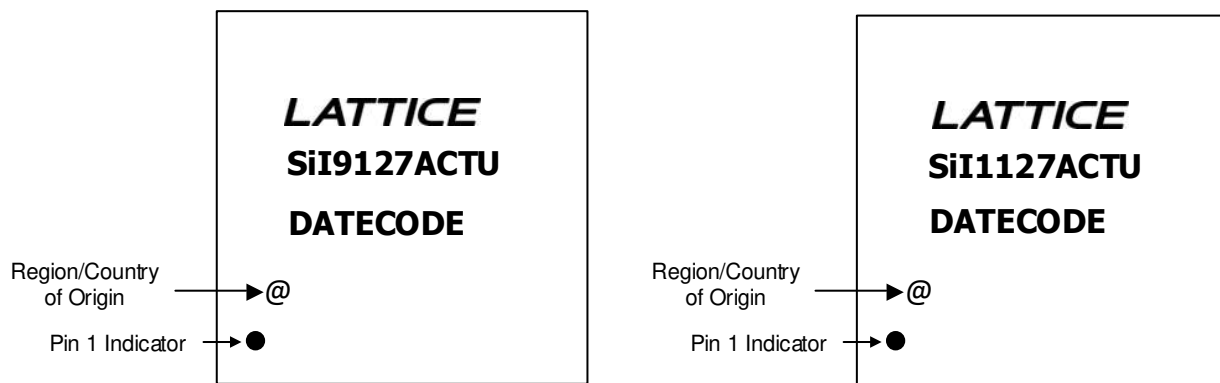 LATTICE
SiI9127ACTU
DATECODE
Region/Country
of Origin
@
Pin 1 Indicator
LATTICE
SiI1127ACTU
DATECODE
Region/Country
of Origin
@
Pin 1 Indicator